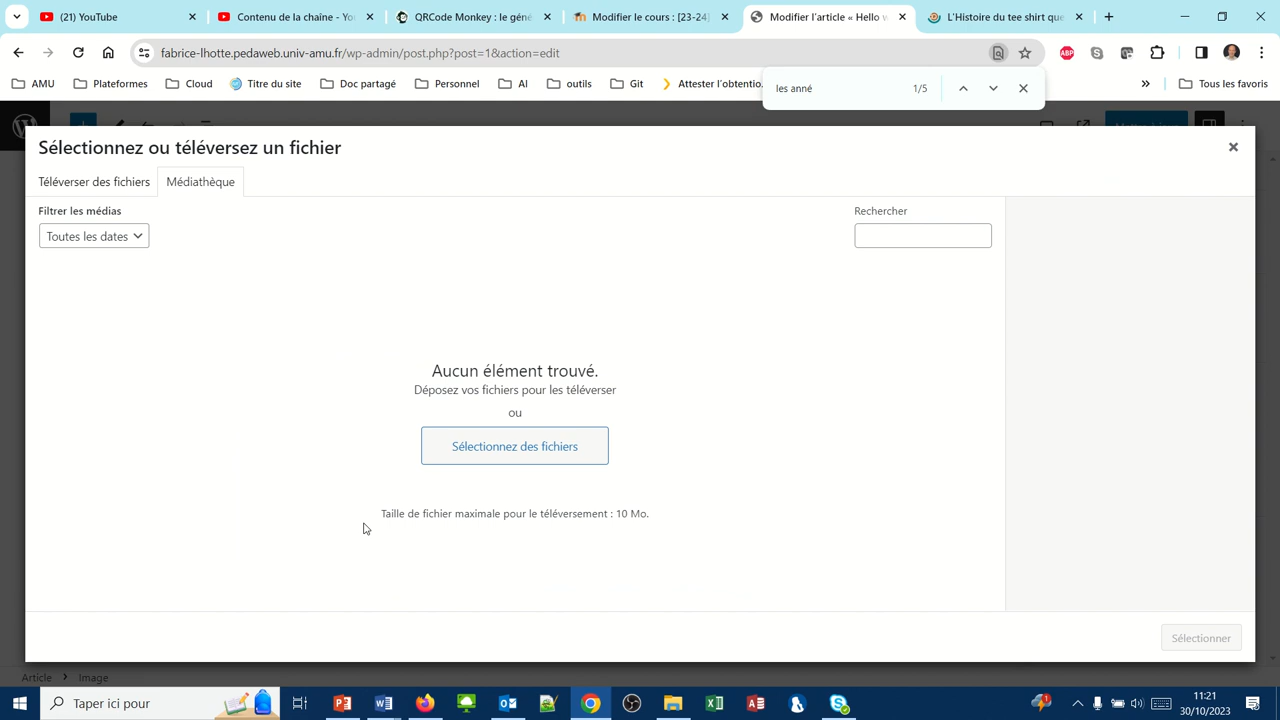 (21) YouTube
Contenu de la chaîne - Yo
QRCode Monkey : le géné
Modifier le cours : [23-24]
Modifier l'article « Hello w
L'Histoire du tee shirt que
fabrice-lhotte.pedaweb.univ-amu.fr/wp-admin/post.php?post=1&action=edit
ABP
AMU
Plateformes
Cloud
Titre du site
Doc partagé
Personnel
AI
outils
Git
Attester l'obtentio
Tous les favoris
les anné
1/5
Sélectionnez ou téléversez un fichier
Téléverser des fichiers
Médiathèque
Filtrer les médias
Rechercher
Toutes les dates
Aucun élément trouvé.
Déposez vos fichiers pour les téléverser
ou
Sélectionnez des fichiers
Taille de fichier maximale pour le téléversement : 10 Mo.
Sélectionner
Article
Image
Taper ici pour
11:21
30/10/2023